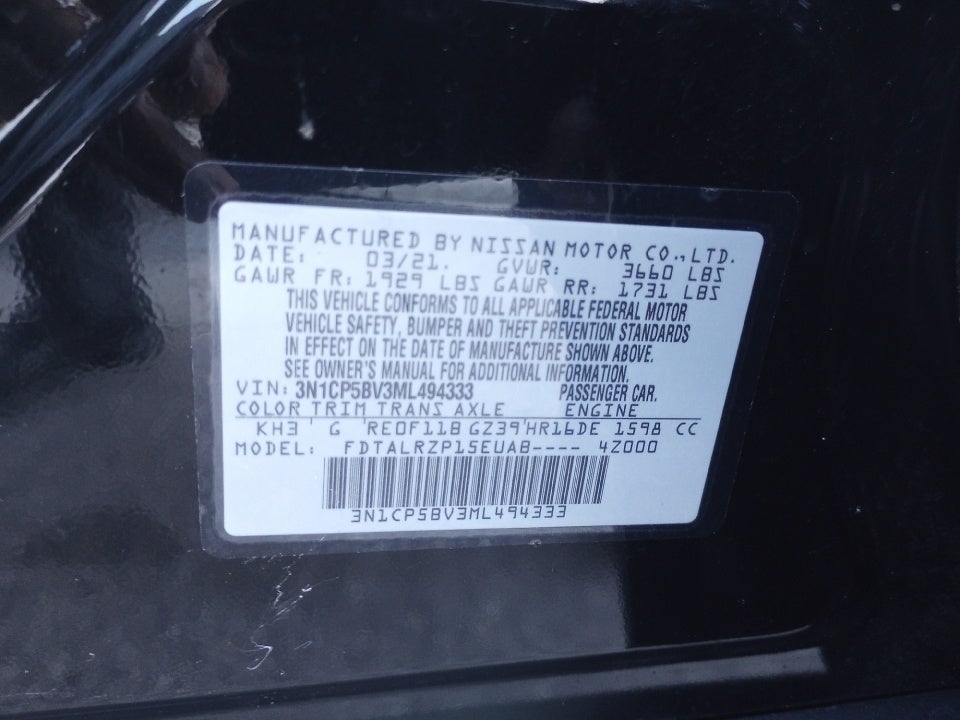 MANUFACTURED BY NISSAN MOTOR CO.,LTD.
DATE: 03/21. GVWR: 3660 LBS
GAWR FR: 1929 LBS GAWR RR: 1731 LBS
THIS VEHICLE CONFORMS TO ALL APPLICABLE FEDERAL MOTOR
VEHICLE SAFETY, BUMPER AND THEFT PREVENTION STANDARDS
IN EFFECT ON THE DATE OF MANUFACTURE SHOWN ABOVE.
SEE OWNER'S MANUAL FOR ADDITIONAL INFORMATION.
VIN: 3N1CP5BV3ML494333 PASSENGER CAR.
COLOR TRIM TRANS AXLE ENGINE
KH3 ' G 'RE0F11B GZ39'HR16DE 1598 CC
MODEL: FDTALRZP15EUAB---- 4Z000
3N1CP5BV3ML494333